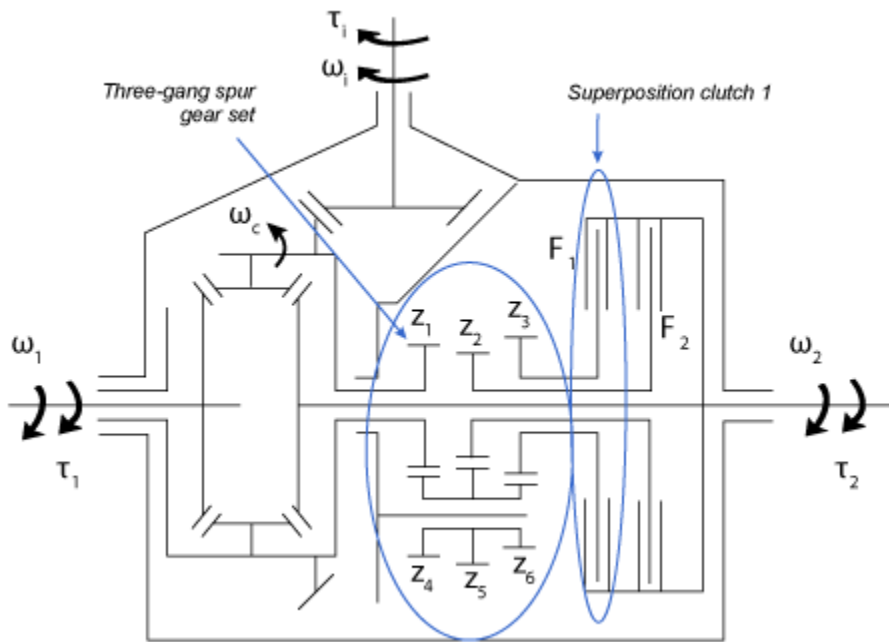 τi
ωi
Three-gang spur
gear set
Superposition clutch 1
ωc
F1
z1
z2
z3
F2
ω1
ω2
τ1
τ2
z4
z5
z6